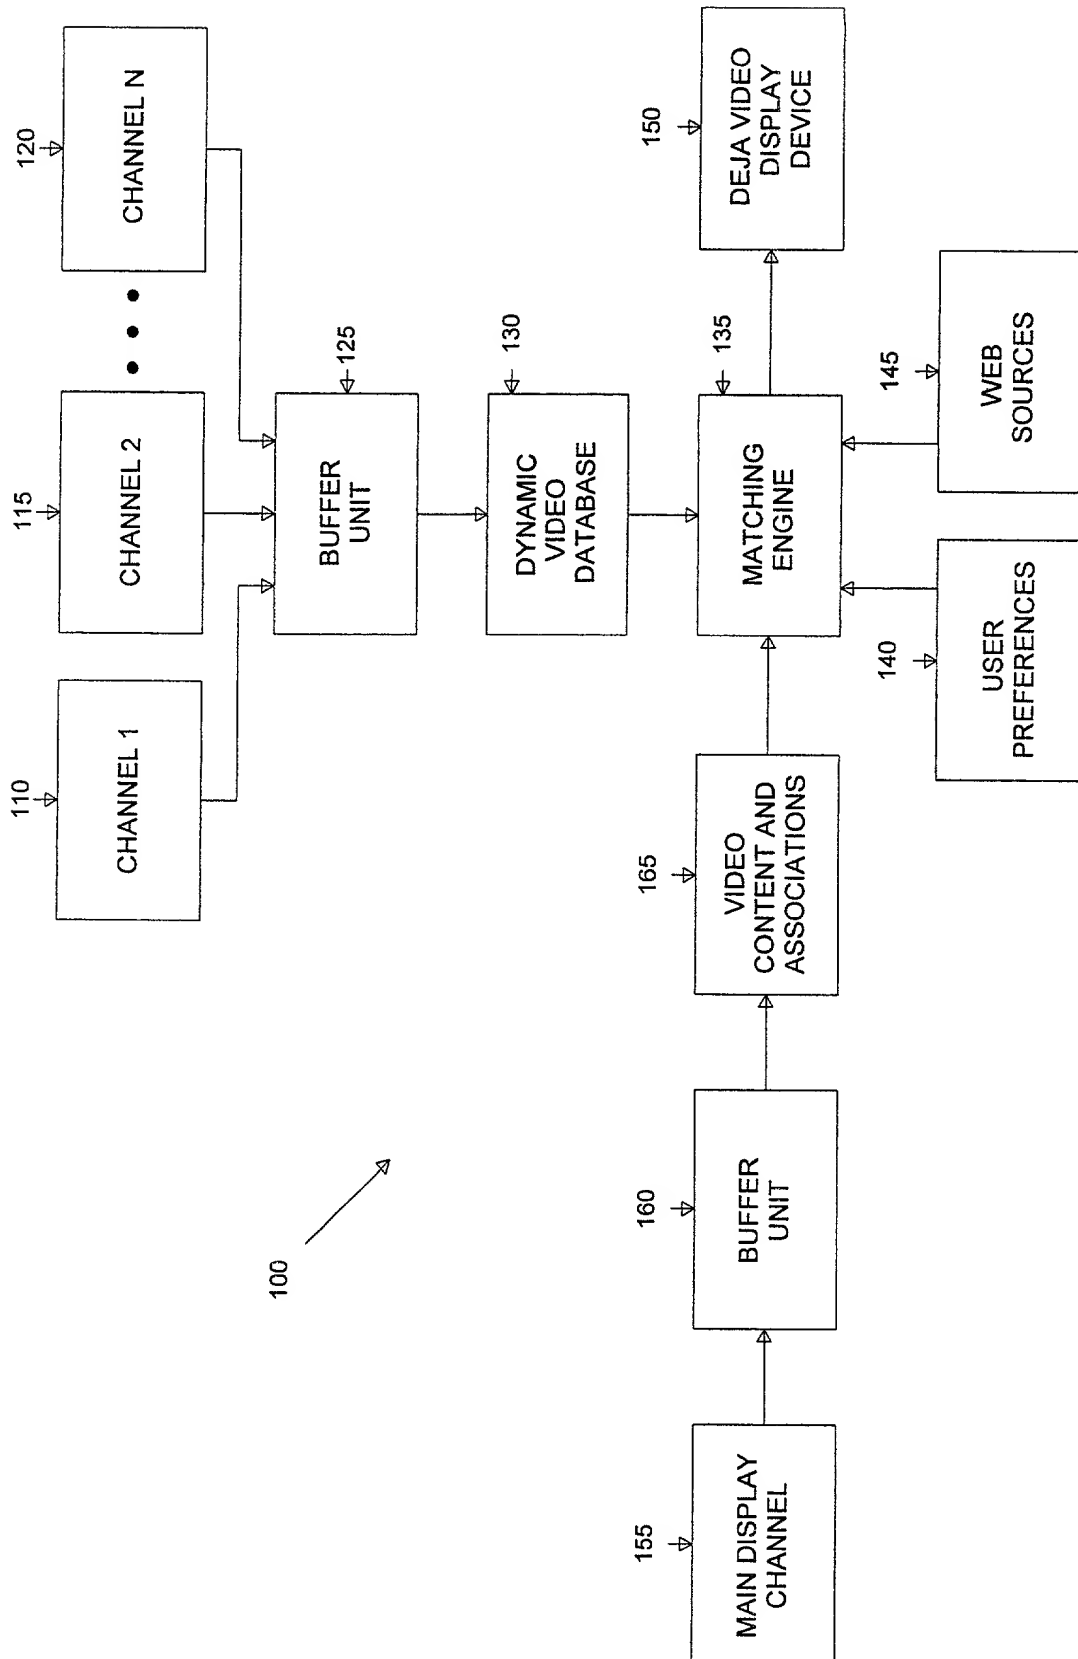 110
CHANNEL 1
115
CHANNEL 2
120
CHANNEL N
125
BUFFER
UNIT
130
DYNAMIC
VIDEO
DATABASE
100
155
MAIN DISPLAY
CHANNEL
160
BUFFER
UNIT
165
VIDEO
CONTENT AND
ASSOCIATIONS
135
MATCHING
ENGINE
150
DEJA VIDEO
DISPLAY
DEVICE
140
USER
PREFERENCES
145
WEB
SOURCES